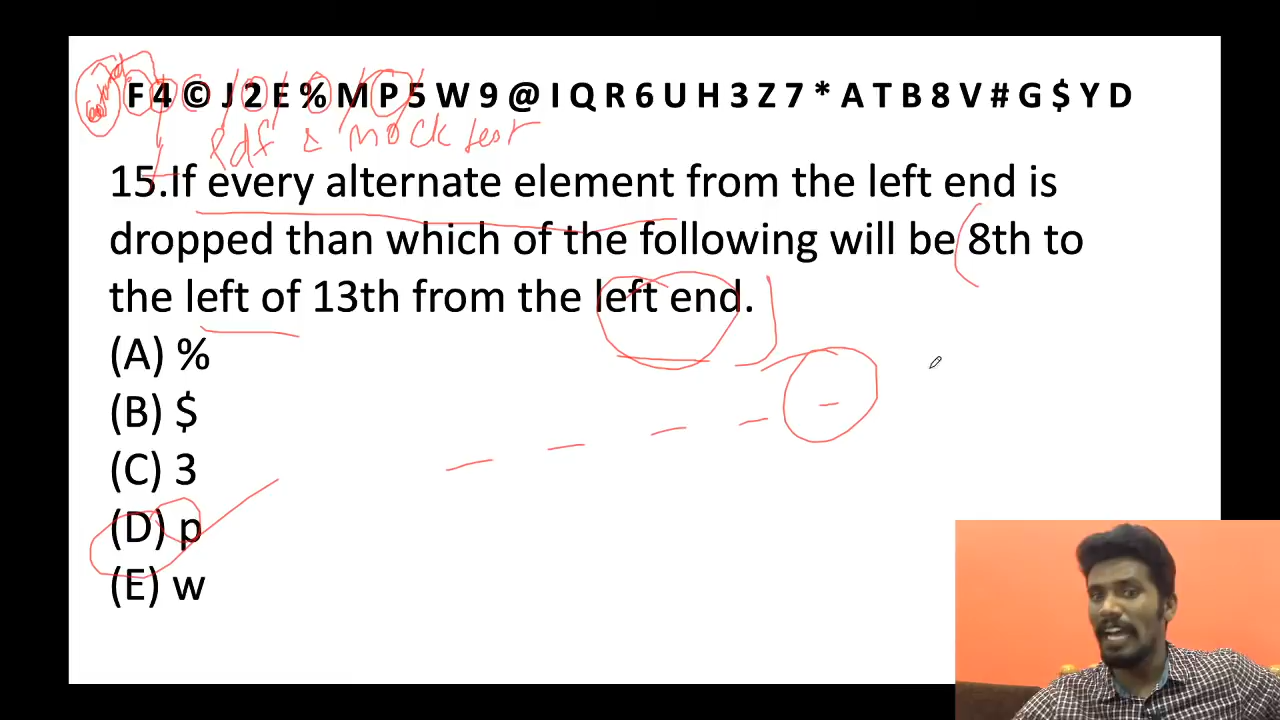 F 4 © J 2 E % M P 5 W 9 @ I Q R 6 U H 3 Z 7 * A T B 8 V # G $ Y D
Pdf & mock test
15.If every alternate element from the left end is
dropped than which of the following will be 8th to
the left of 13th from the left end.
(A) %
(B) $
(C) 3
(D) p
(E) w